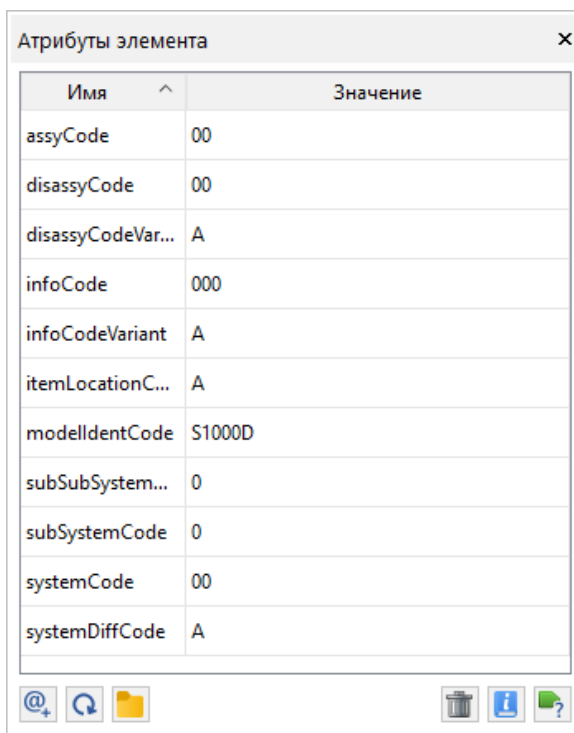 Атрибуты элемента
Имя Значение
assyCode 00
disassyCode 00
disassyCodeVar... A
infoCode 000
infoCodeVariant A
itemLocationC... A
modelIdentCode S1000D
subSubSystem... 0
subSystemCode 0
systemCode 00
systemDiffCode A